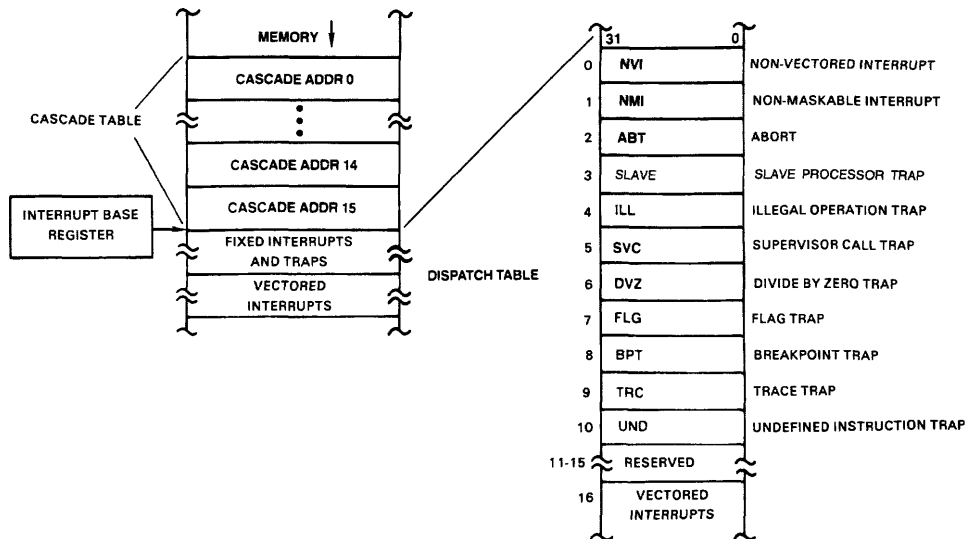 MEMORY
CASCADE ADDR 0
CASCADE TABLE
CASCADE ADDR 14
CASCADE ADDR 15
INTERRUPT BASE
REGISTER
FIXED INTERRUPTS
AND TRAPS
VECTORED
INTERRUPTS
DISPATCH TABLE
31 0
0 NVI NON-VECTORED INTERRUPT
1 NMI NON-MASKABLE INTERRUPT
2 ABT ABORT
3 SLAVE SLAVE PROCESSOR TRAP
4 ILL ILLEGAL OPERATION TRAP
5 SVC SUPERVISOR CALL TRAP
6 DVZ DIVIDE BY ZERO TRAP
7 FLG FLAG TRAP
8 BPT BREAKPOINT TRAP
9 TRC TRACE TRAP
10 UND UNDEFINED INSTRUCTION TRAP
11-15 RESERVED
16 VECTORED
INTERRUPTS